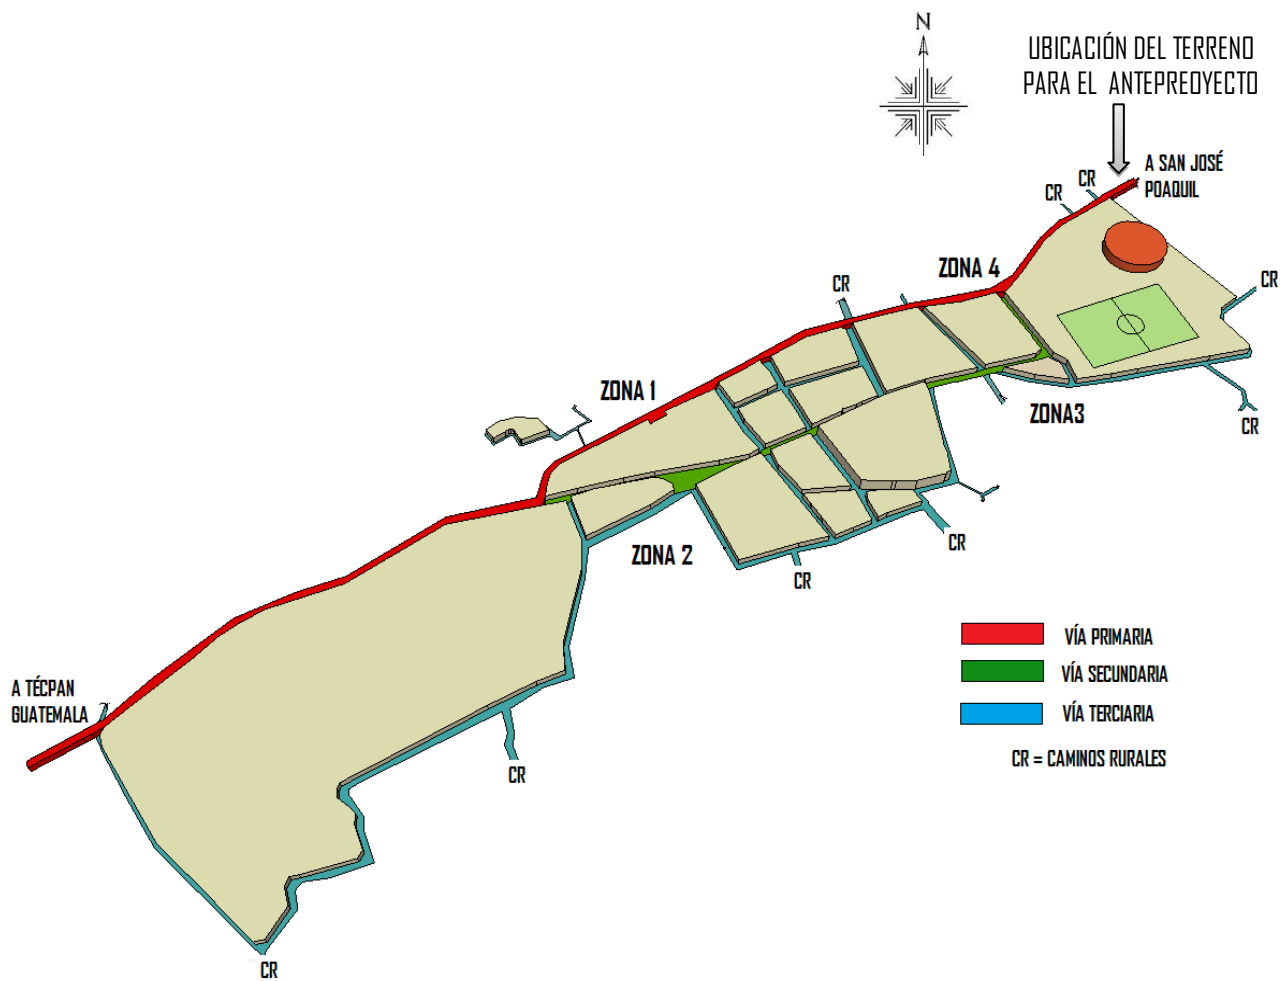 N
UBICACIÓN DEL TERRENO
PARA EL ANTEPREOYECTO
A SAN JOSÉ
POAQUIL
CR
CR
ZONA 4
CR
CR
ZONA 1
ZONA3
CR
ZONA 2
CR
CR
VÍA PRIMARIA
VÍA SECUNDARIA
A TÉCPAN
GUATEMALA
VÍA TERCIARIA
CR = CAMINOS RURALES
CR
CR